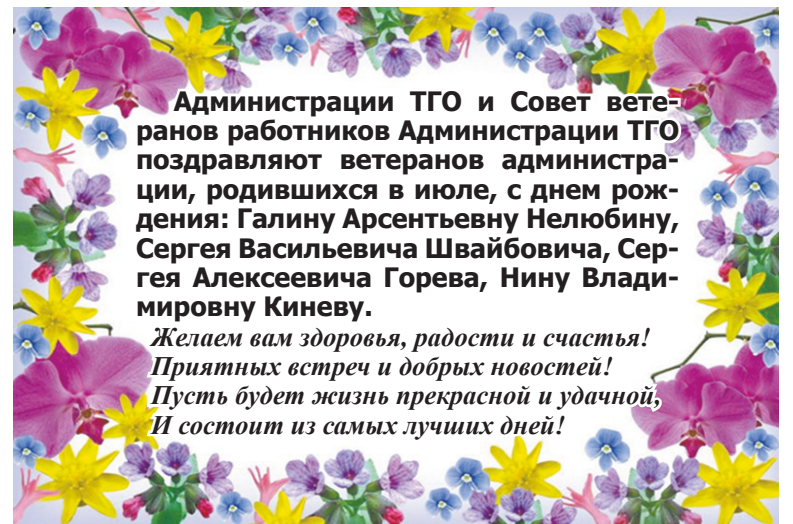 Администрации ТГО и Совет вете-
ранов работников Администрации ТГО
поздравляют ветеранов администра-
ции, родившихся в июле, с днем рож-
дения: Галину Арсентьевну Нелюбину,
Сергея Васильевича Швайбовича, Сер-
гея Алексеевича Горева, Нину Влади-
мировну Киневу.
Желаем вам здоровья, радости и счастья!
Приятных встреч и добрых новостей!
Пусть будет жизнь прекрасной и удачной,
И состоит из самых лучших дней!